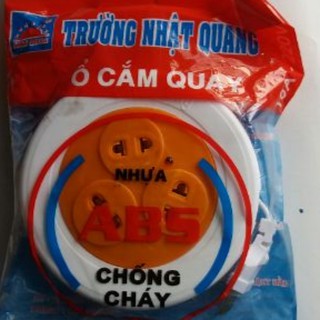 TRƯỜNG NHẬT QUANG
Ổ CẮM QUAY
NHỰA
ABS
CHỐNG
CHÁY